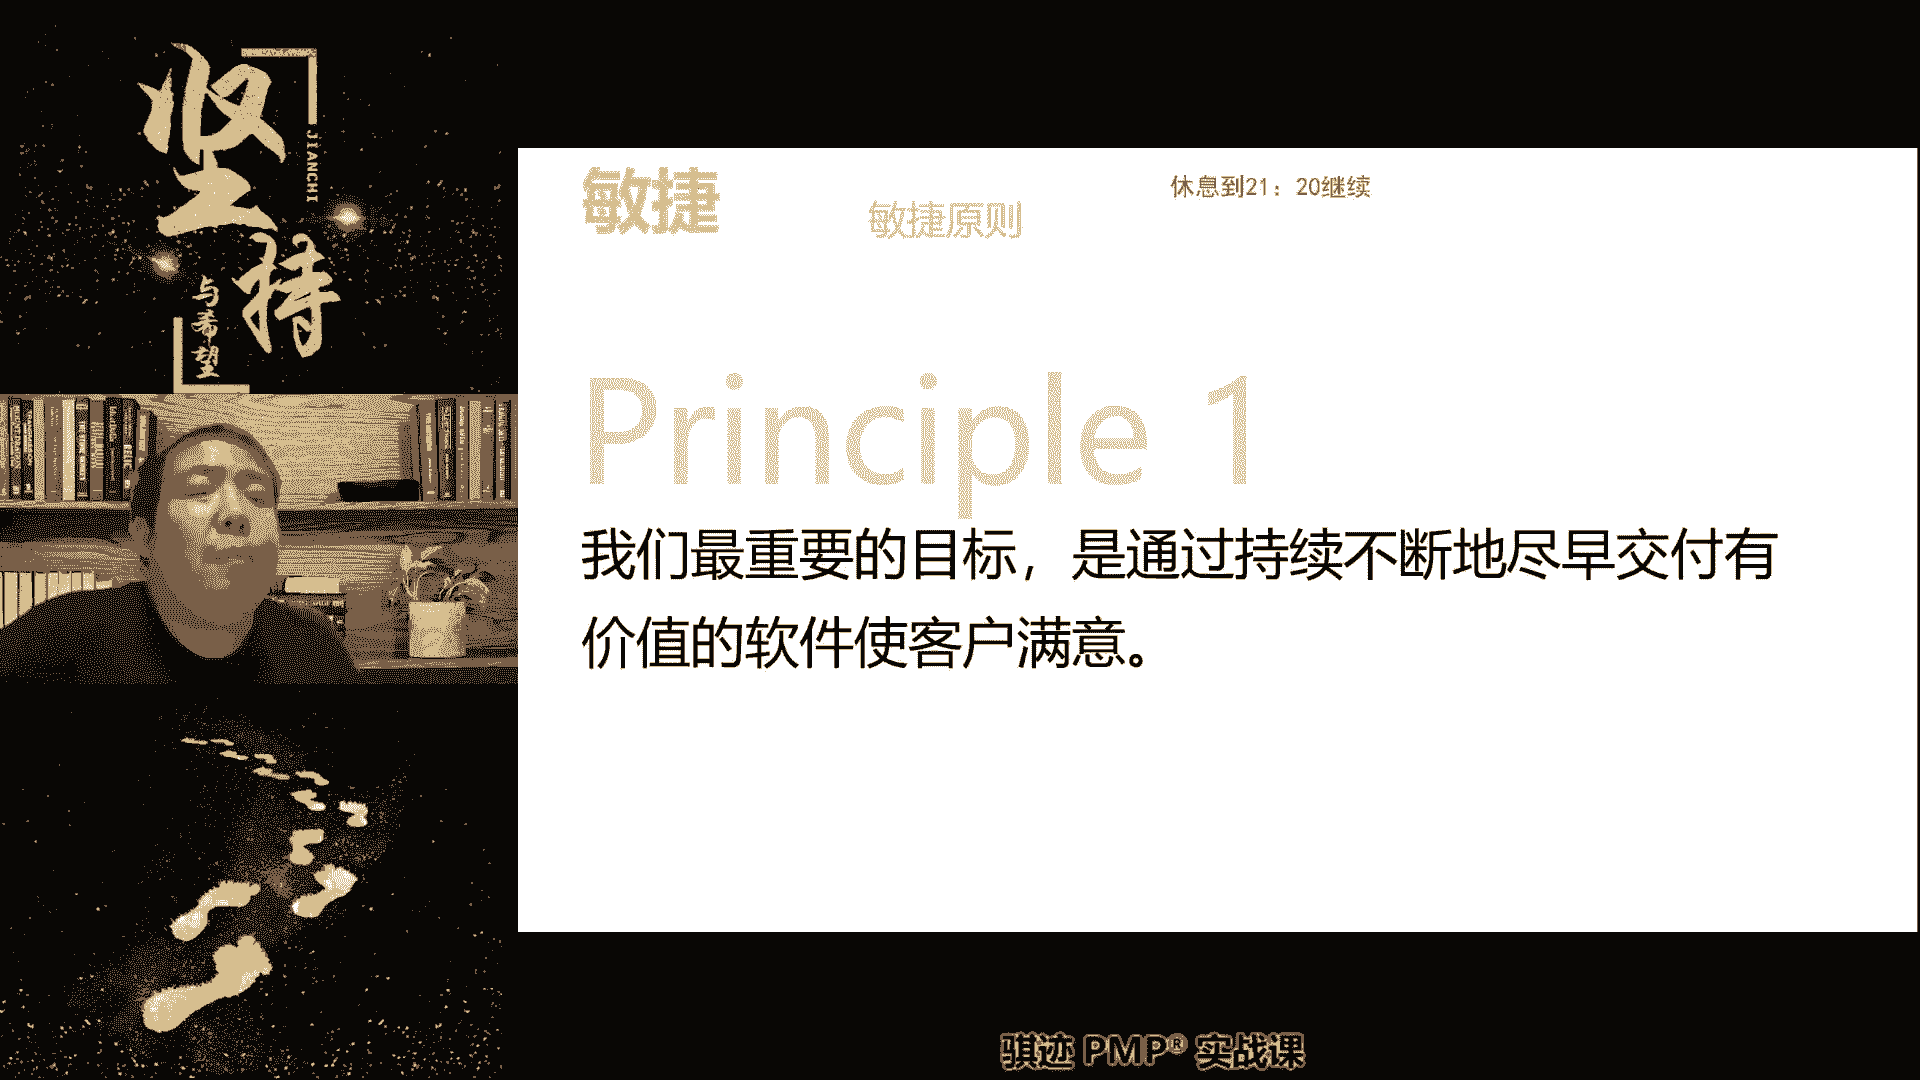 坚持
JIANCHI
与希望
敏捷
敏捷原则
休息到21：20继续
Principle 1
我们最重要的目标，是通过持续不断地尽早交付有
价值的软件使客户满意。
骐迹 PMP® 实战课